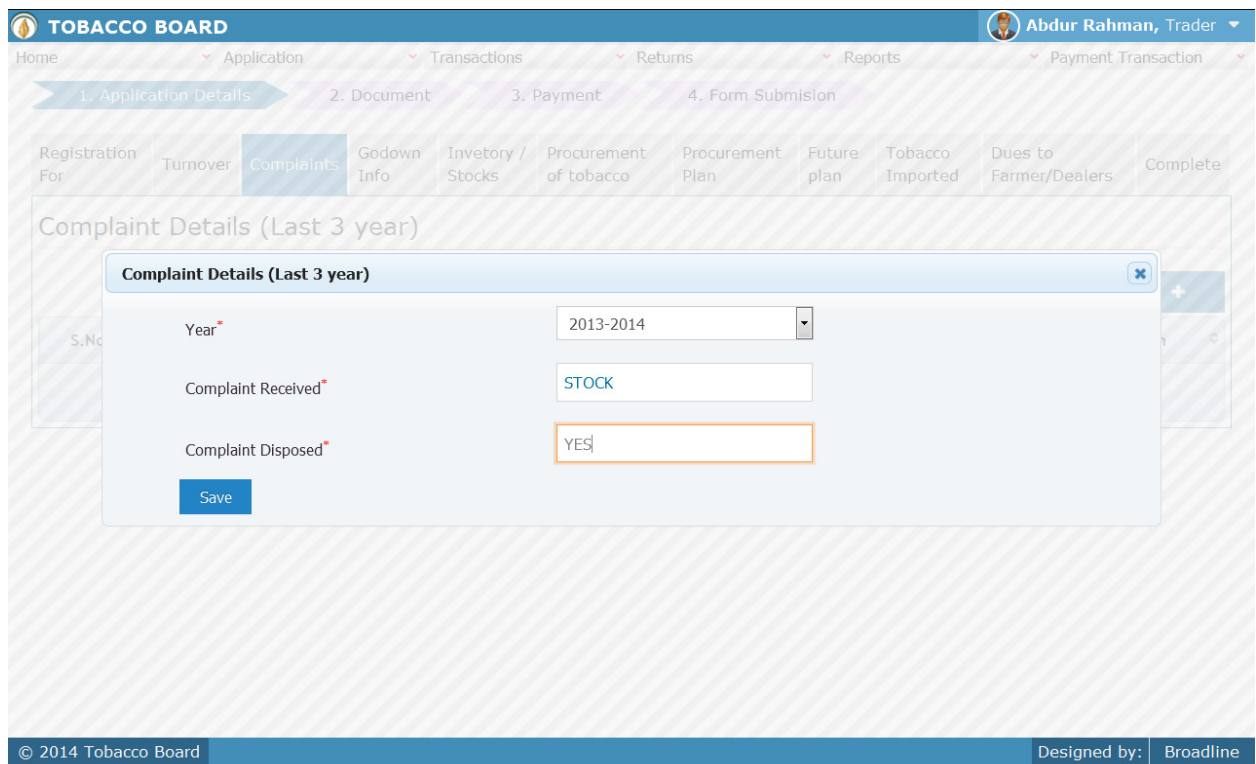 TOBACCO BOARD Abdur Rahman, Trader
Home Application Transactions Returns Reports Payment Transaction
1. Application Details 2. Document 3. Payment 4. Form Submision
Registration For Turnover Complaints Godown Info Invetory / Stocks Procurement of tobacco Procurement Plan Future plan Tobacco Imported Dues to Farmer/Dealers Complete
Complaint Details (Last 3 year)
Complaint Details (Last 3 year)
S.No
Year* 2013-2014
Complaint Received* STOCK
Complaint Disposed* YES
Save
© 2014 Tobacco Board Designed by: Broadline